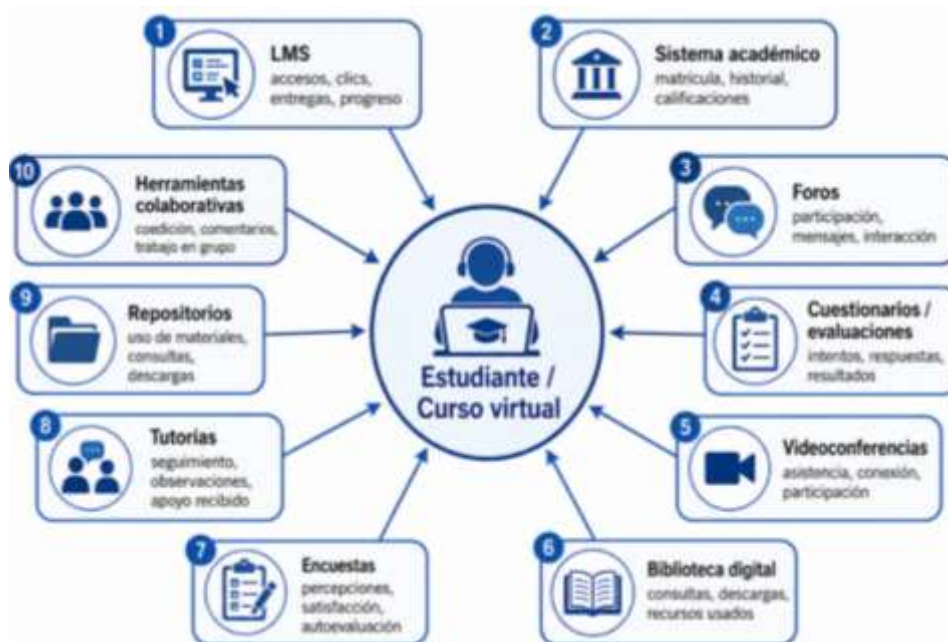 1
LMS
accesos, clics,
entregas, progreso
2
Sistema académico
matrícula, historial,
calificaciones
3
Foros
participación,
mensajes, interacción
4
Cuestionarios /
evaluaciones
intentos, respuestas,
resultados
5
Videoconferencias
asistencia, conexión,
participación
6
Biblioteca digital
consultas, descargas,
recursos usados
7
Encuestas
percepciones,
satisfacción,
autoevaluación
8
Tutorías
seguimiento,
observaciones,
apoyo recibido
9
Repositorios
uso de materiales,
consultas,
descargas
10
Herramientas
colaborativas
coedición, comentarios,
trabajo en grupo
Estudiante /
Curso virtual